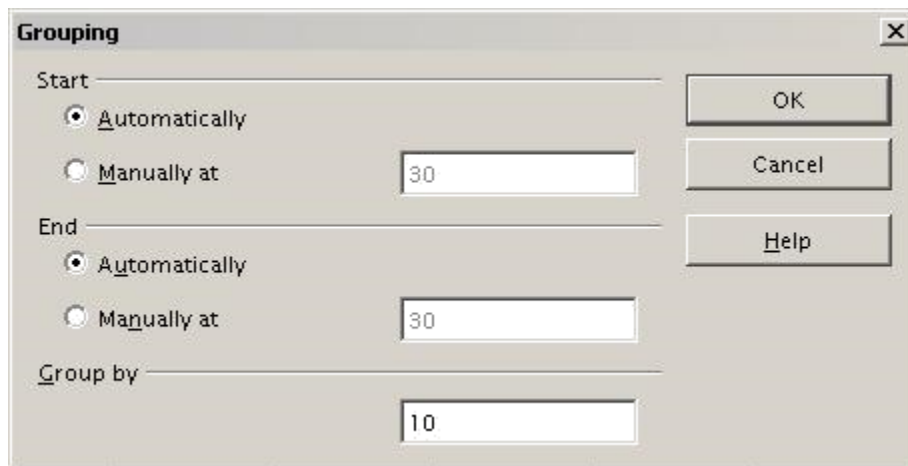 Grouping
Start
Automatically
Manually at 30
End
Automatically
Manually at 30
Group by
10
OK
Cancel
Help